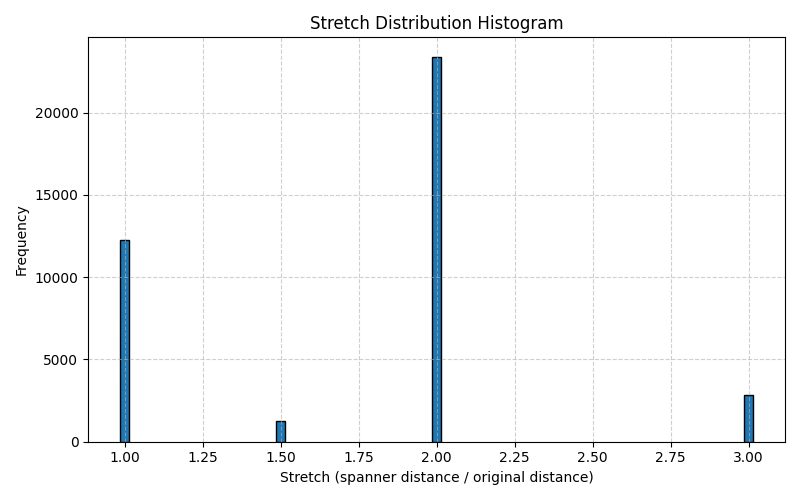 Stretch Distribution Histogram
Frequency
20000
15000
10000
5000
0
1.00 1.25 1.50 1.75 2.00 2.25 2.50 2.75 3.00
Stretch (spanner distance / original distance)